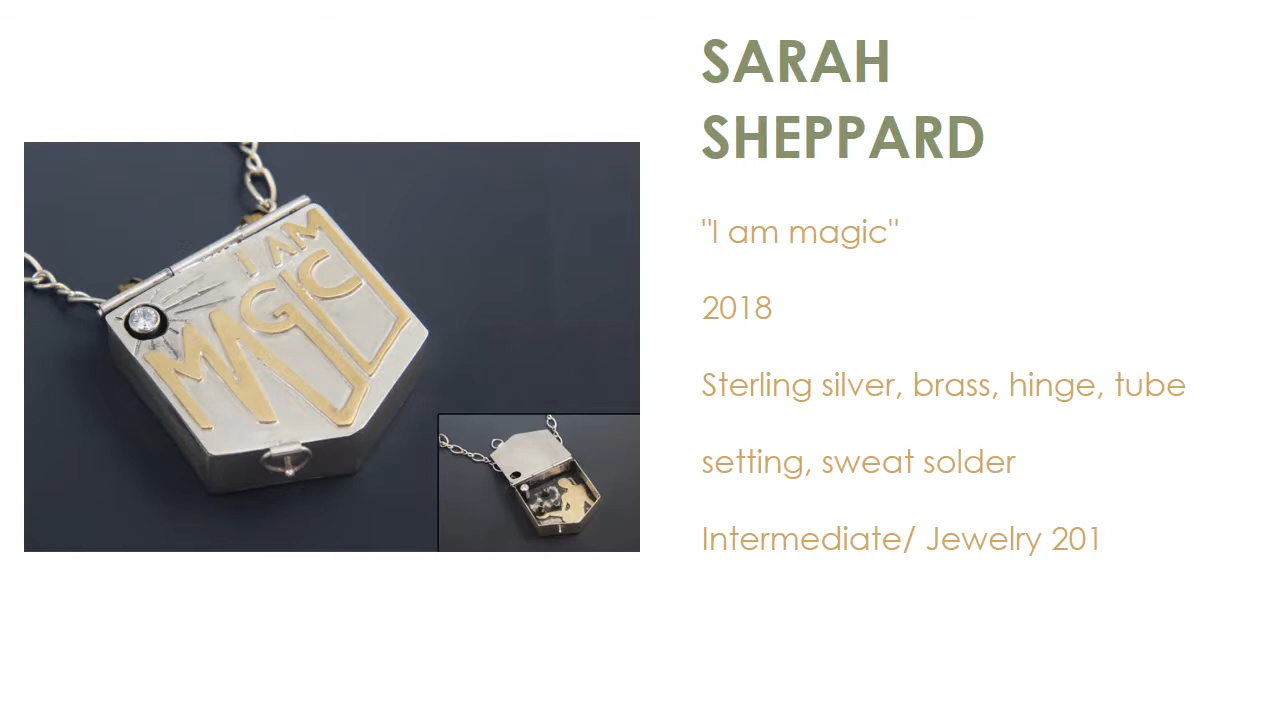 I AM
MAGIC
SARAH
SHEPPARD
"I am magic"
2018
Sterling silver, brass, hinge, tube
setting, sweat solder
Intermediate/ Jewelry 201